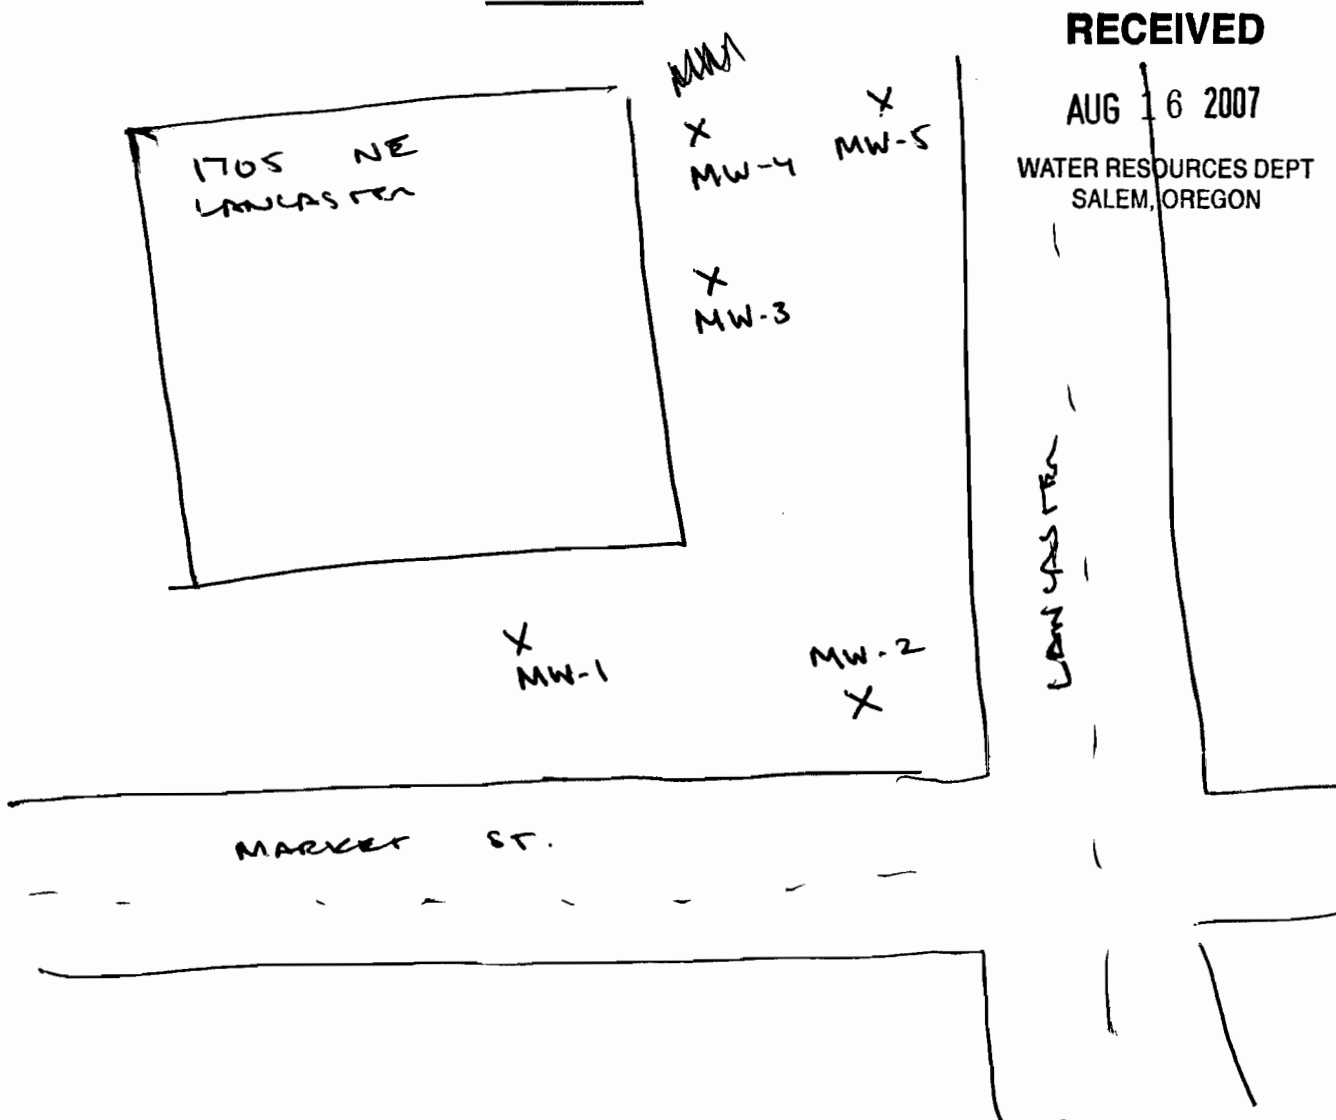 RECEIVED
AUG 16 2007
WATER RESOURCES DEPT
SALEM, OREGON
1705 NE
LANCASTER
MW-4
MW-5
MW-3
LANCASTER
MW-1
MW-2
MARKET ST.